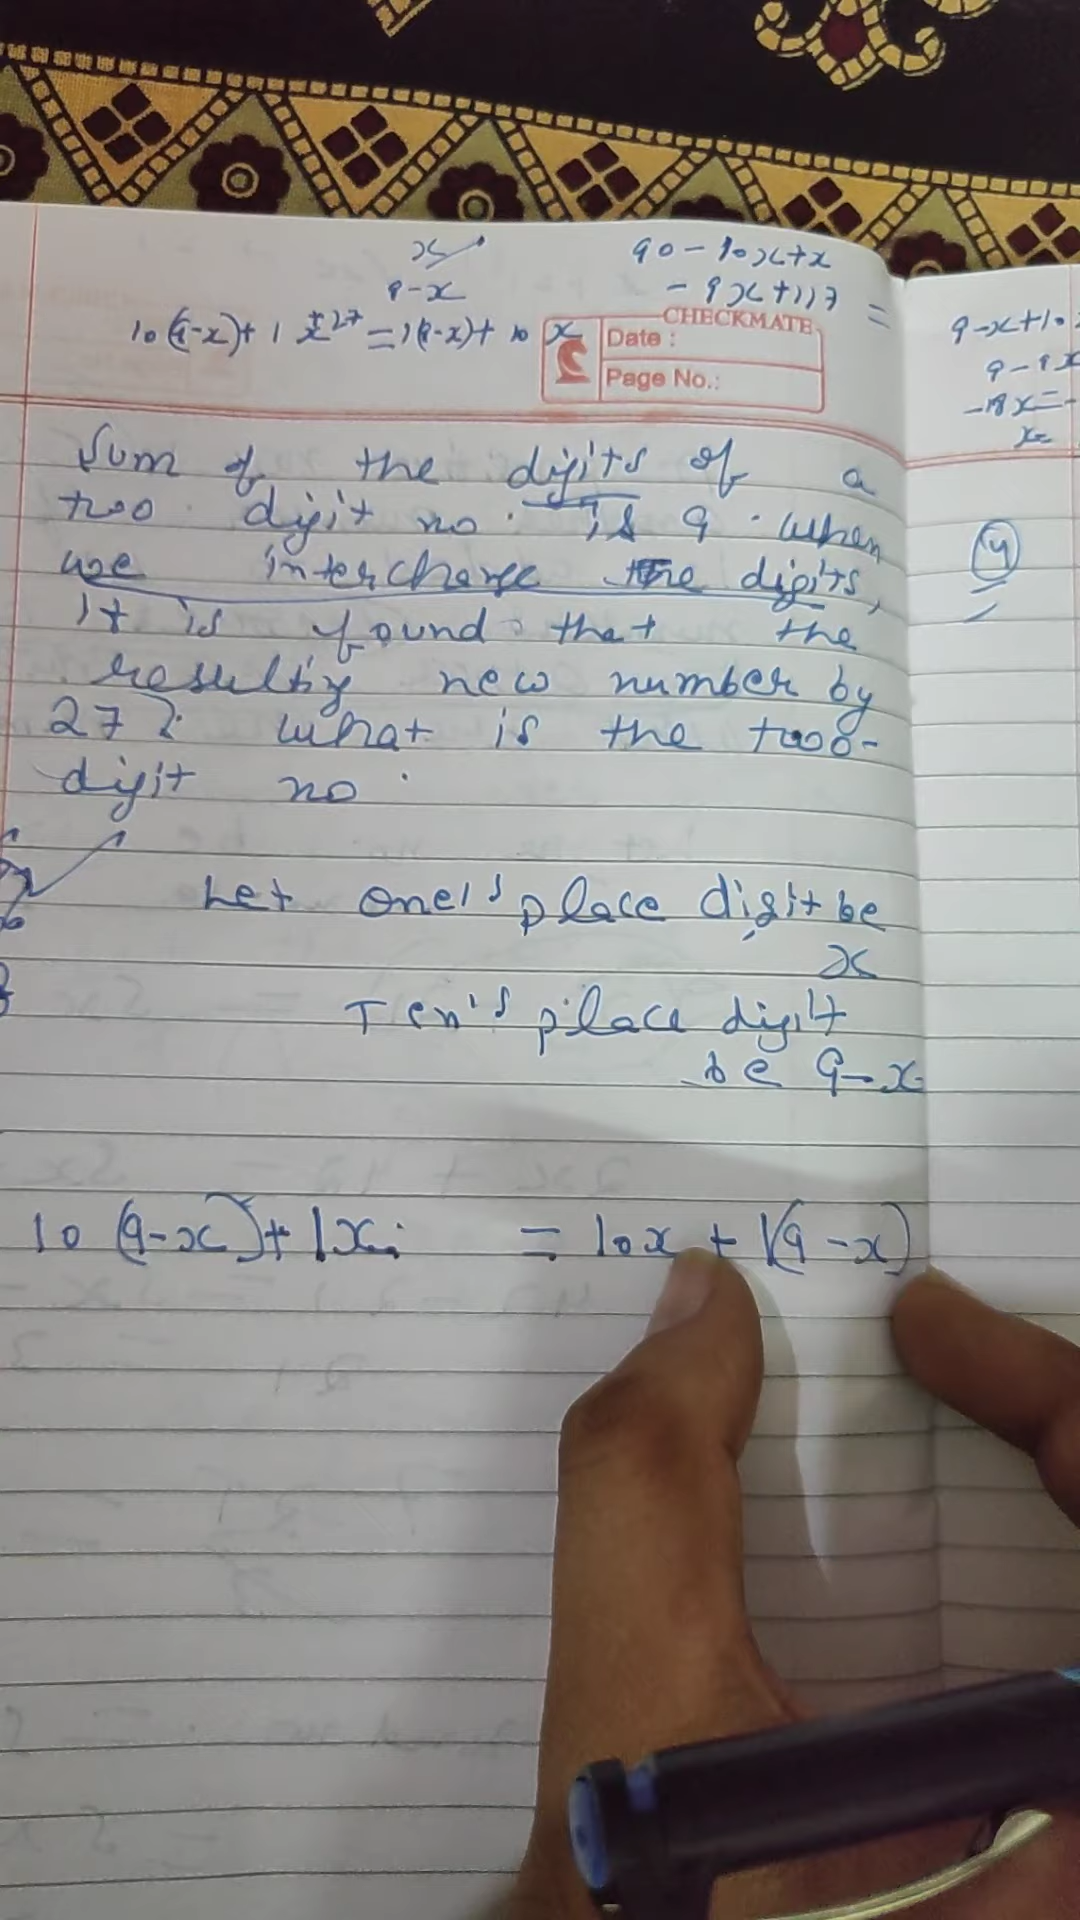 x
9-x
10(9-x)+1x+27=1(9-x)+10x
90-10x+x
-9x+117 =
CHECKMATE
Date :
Page No.:
Sum of the digits of a
two digit no. is 9. when
we interchange the digits,
it is found that the
resulting new number by
27? what is the two-
digit no.
Let one's place digit be
x
Ten's place digit
be 9-x
10(9-x)+1x = 10x+1(9-x)
9-x+10
9-9x
-18x=-
x=
4